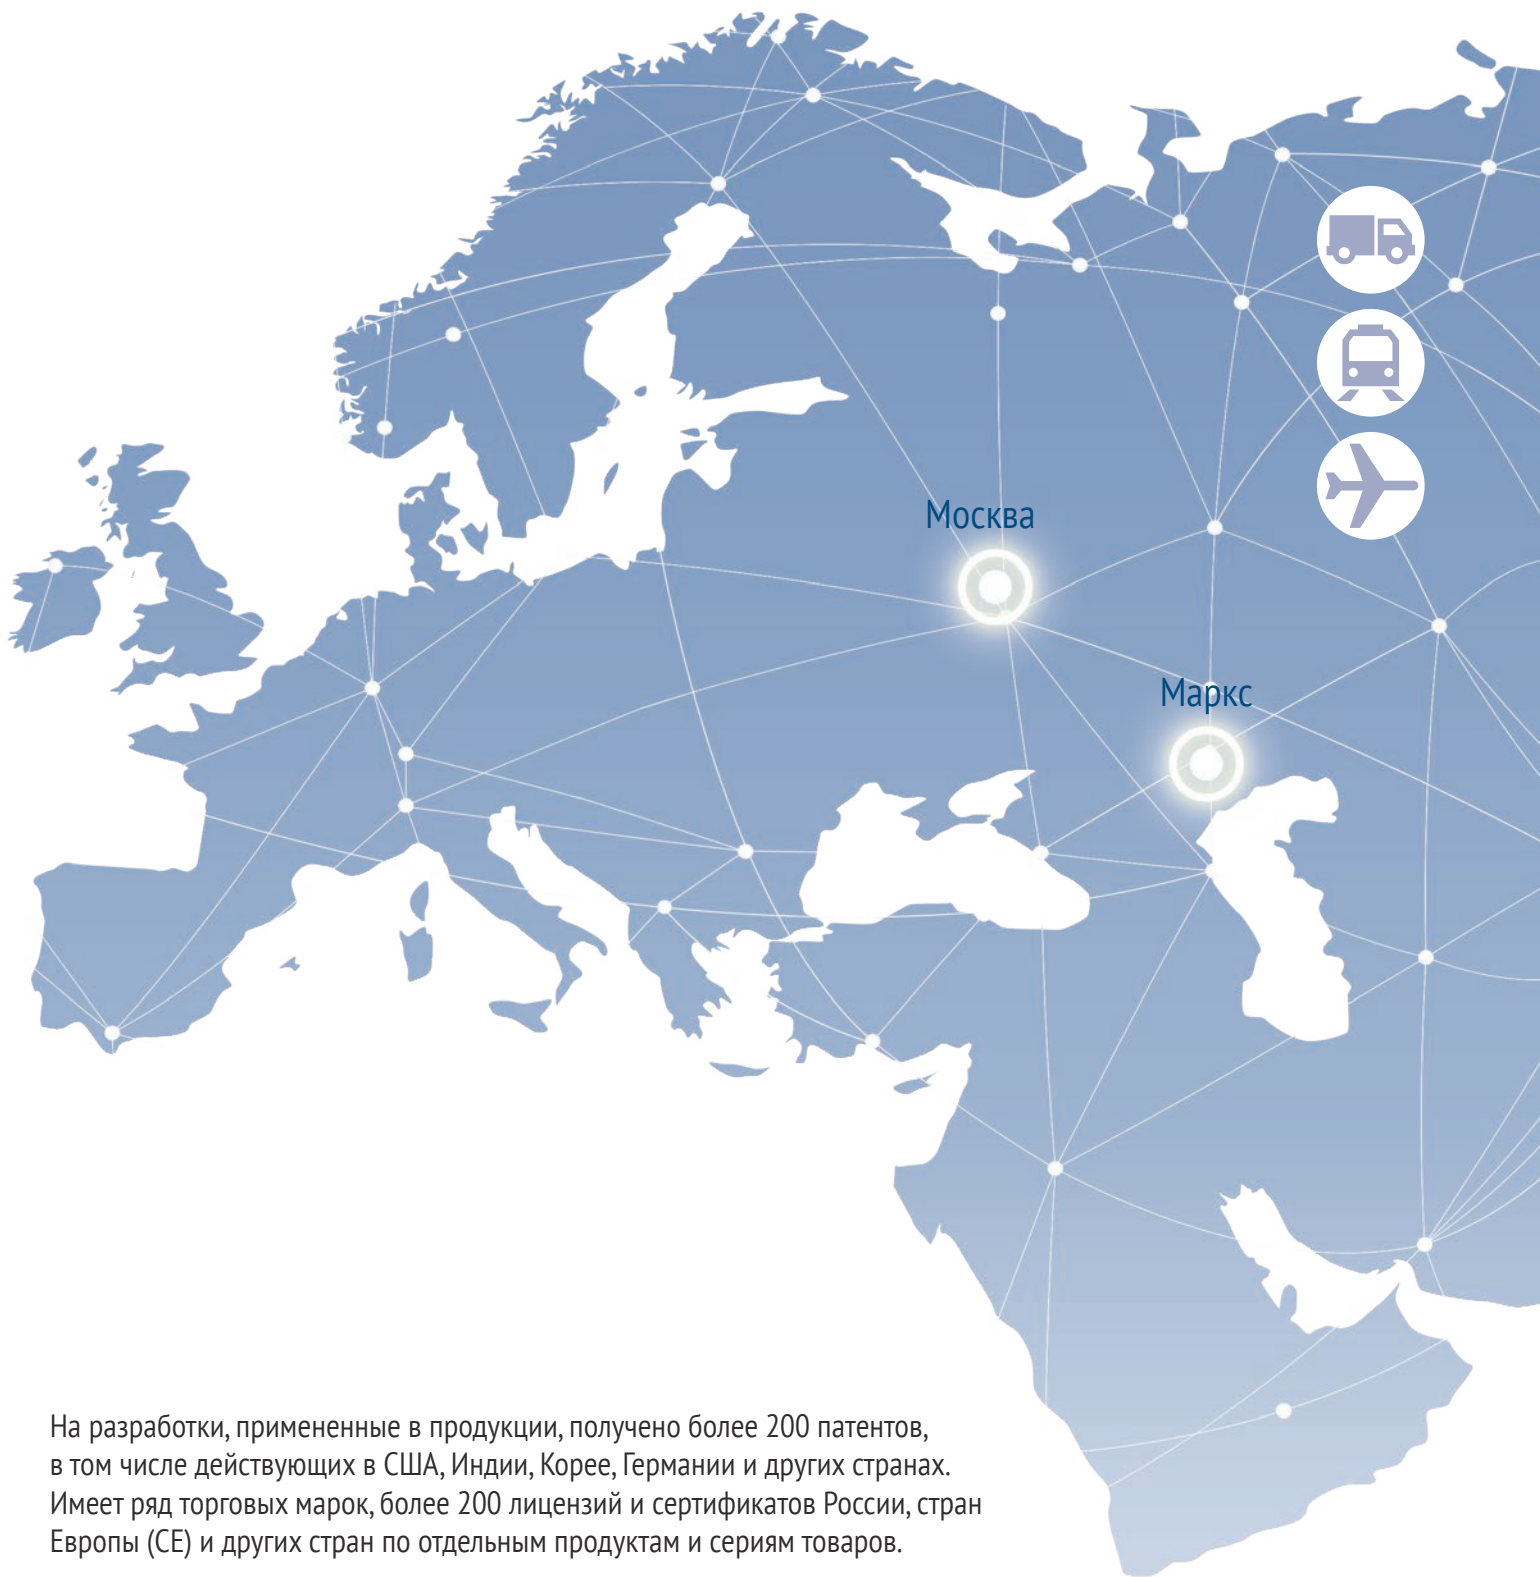 Москва
Маркс
На разработки, примененные в продукции, получено более 200 патентов,
в том числе действующих в США, Индии, Корее, Германии и других странах.
Имеет ряд торговых марок, более 200 лицензий и сертификатов России, стран
Европы (СЕ) и других стран по отдельным продуктам и сериям товаров.